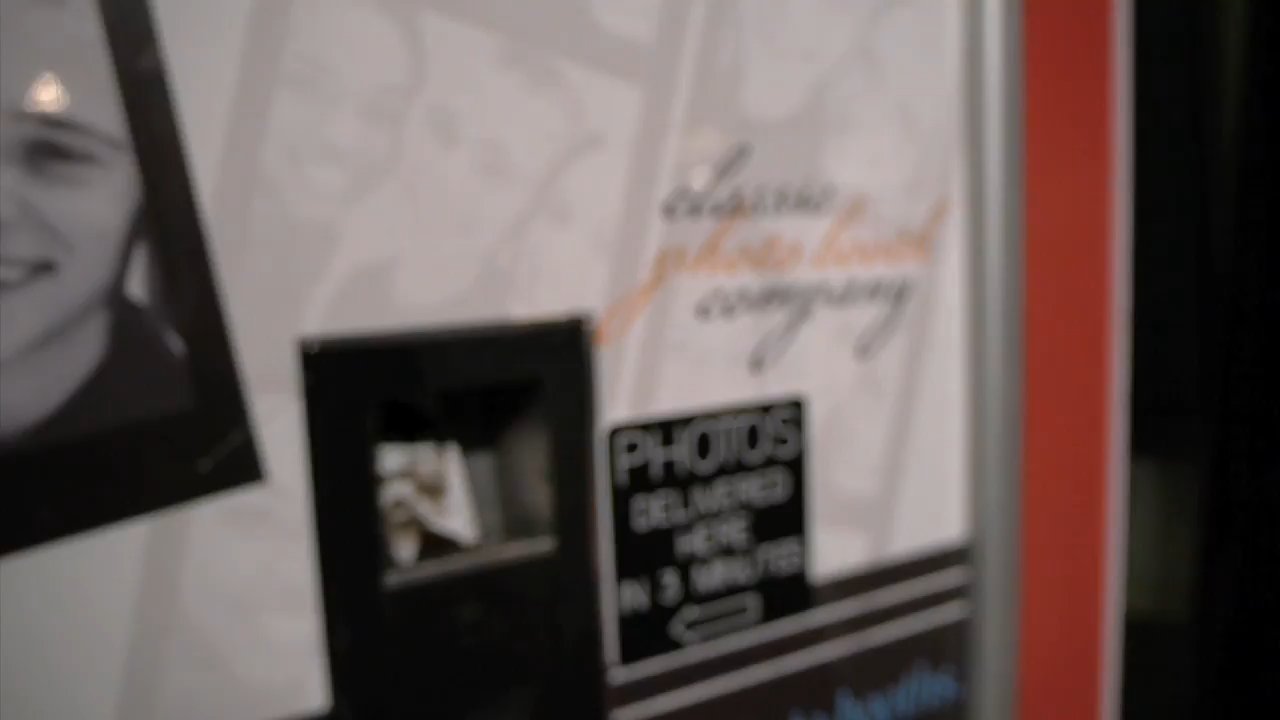 classic
photo booth
company
PHOTOS
DELIVERED
HERE
IN 3 MINUTES